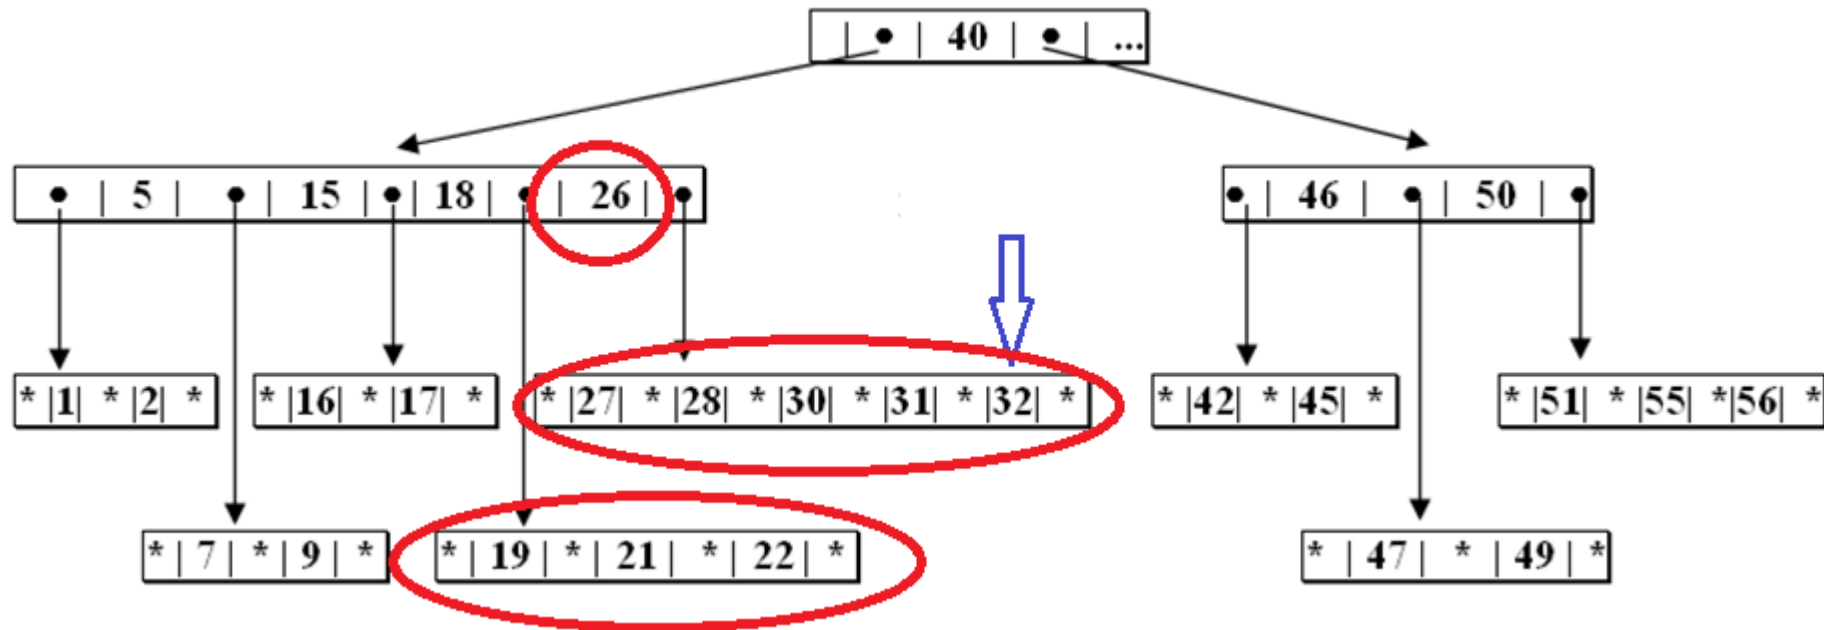 | • | 40 | • | ...
• | 5 | • | 15 | • | 18 | • | 26 | •
• | 46 | • | 50 | •
* |1| * |2| *
* |16| * |17| *
* |27| * |28| * |30| * |31| * |32| *
* |42| * |45| *
* |51| * |55| * |56| *
* | 7 | * | 9 | *
* | 19 | * | 21 | * | 22 | *
* | 47 | * | 49 | *